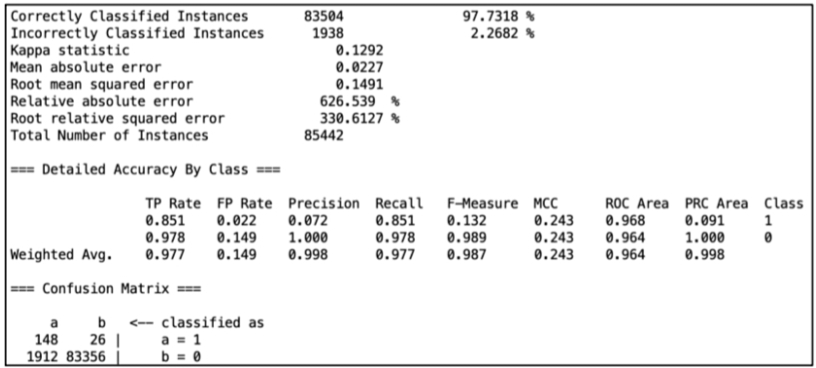 Correctly Classified Instances 83504 97.7318 %
Incorrectly Classified Instances 1938 2.2682 %
Kappa statistic 0.1292
Mean absolute error 0.0227
Root mean squared error 0.1491
Relative absolute error 626.539 %
Root relative squared error 330.6127 %
Total Number of Instances 85442
=== Detailed Accuracy By Class ===
TP Rate FP Rate Precision Recall F-Measure MCC ROC Area PRC Area Class
0.851 0.022 0.072 0.851 0.132 0.243 0.968 0.091 1
0.978 0.149 1.000 0.978 0.989 0.243 0.964 1.000 0
Weighted Avg. 0.977 0.149 0.998 0.977 0.987 0.243 0.964 0.998
=== Confusion Matrix ===
a b <-- classified as
148 26 | a = 1
1912 83356 | b = 0